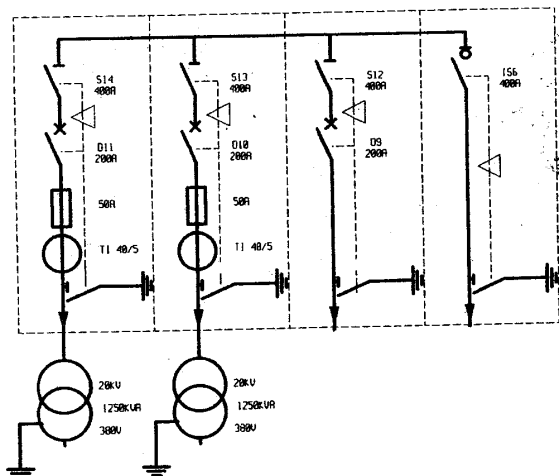 S14
400A
D11
200A
50A
TI 40/5
S13
400A
D10
200A
50A
TI 40/5
S12
400A
D9
200A
IS6
400A
20kV
1250kVA
380V
20kV
1250kVA
380V